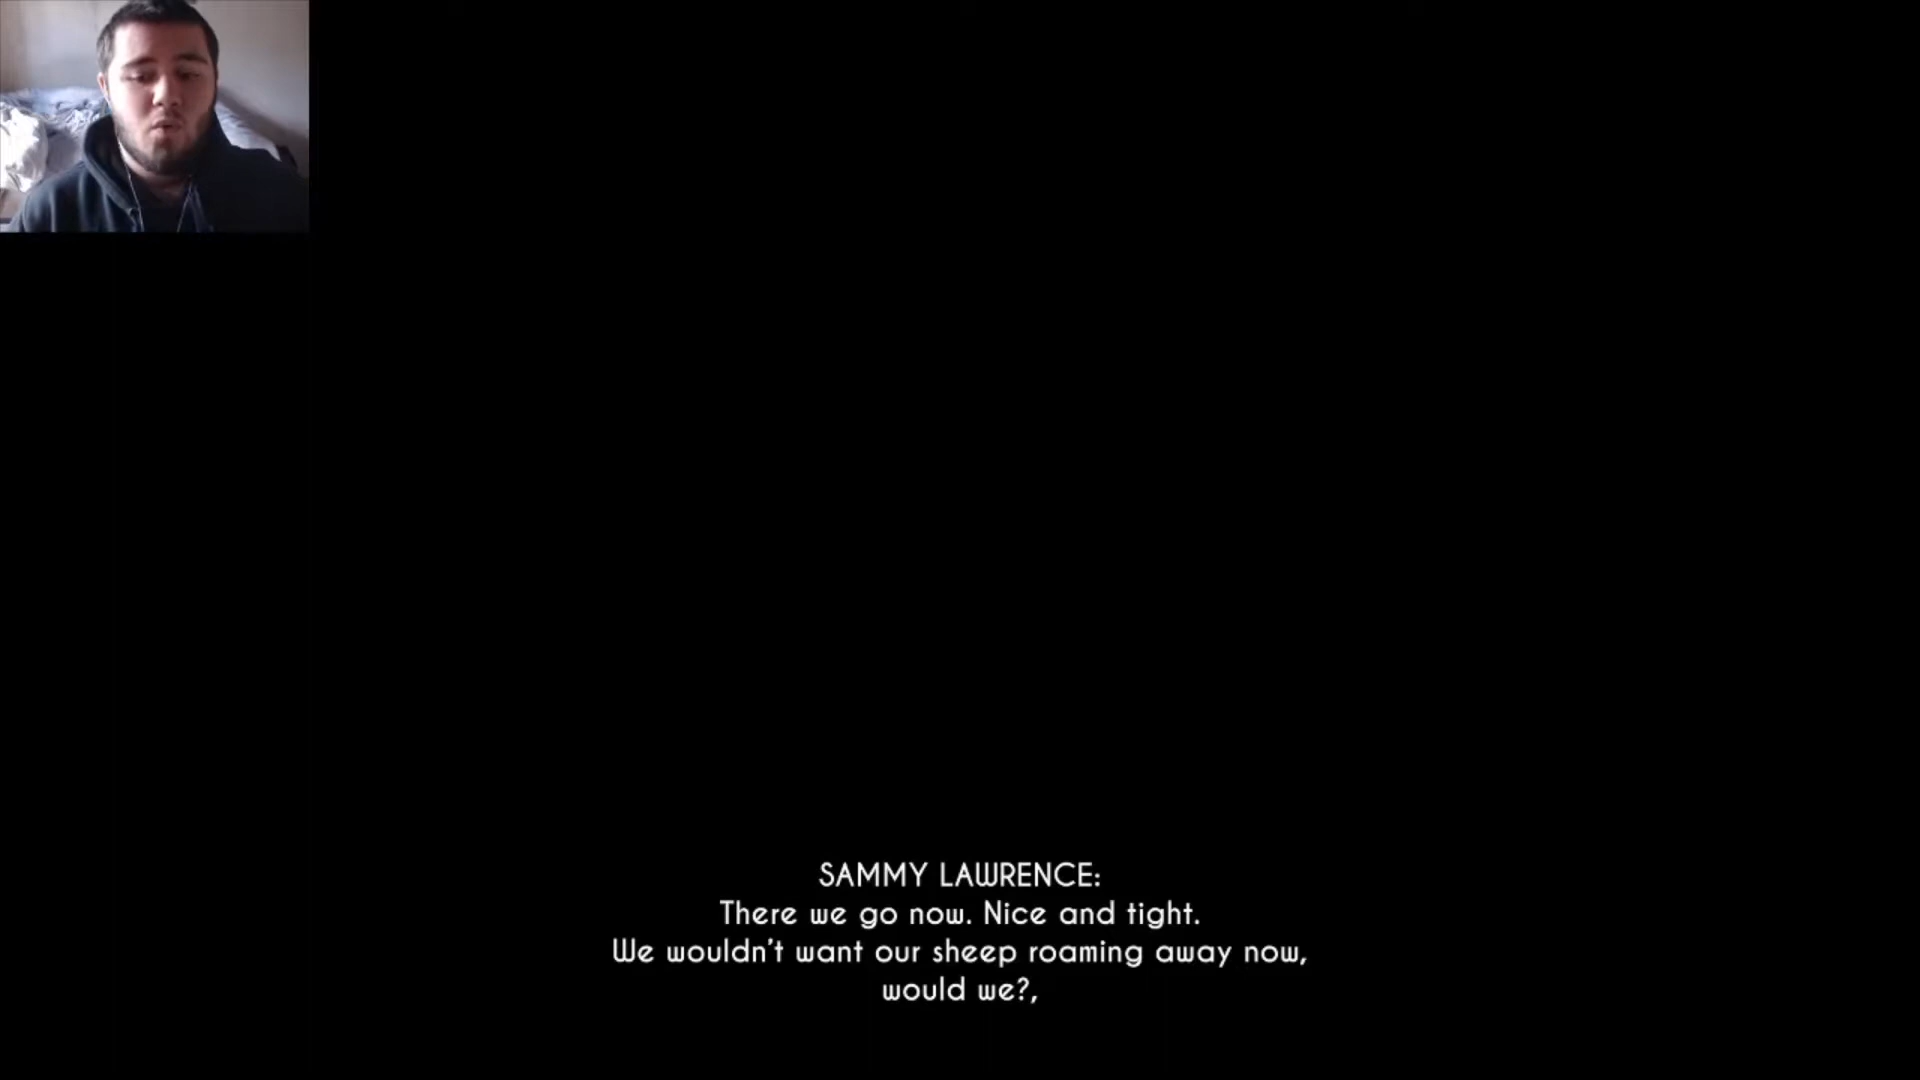 SAMMY LAWRENCE:
There we go now. Nice and tight.
We wouldn't want our sheep roaming away now,
would we?,